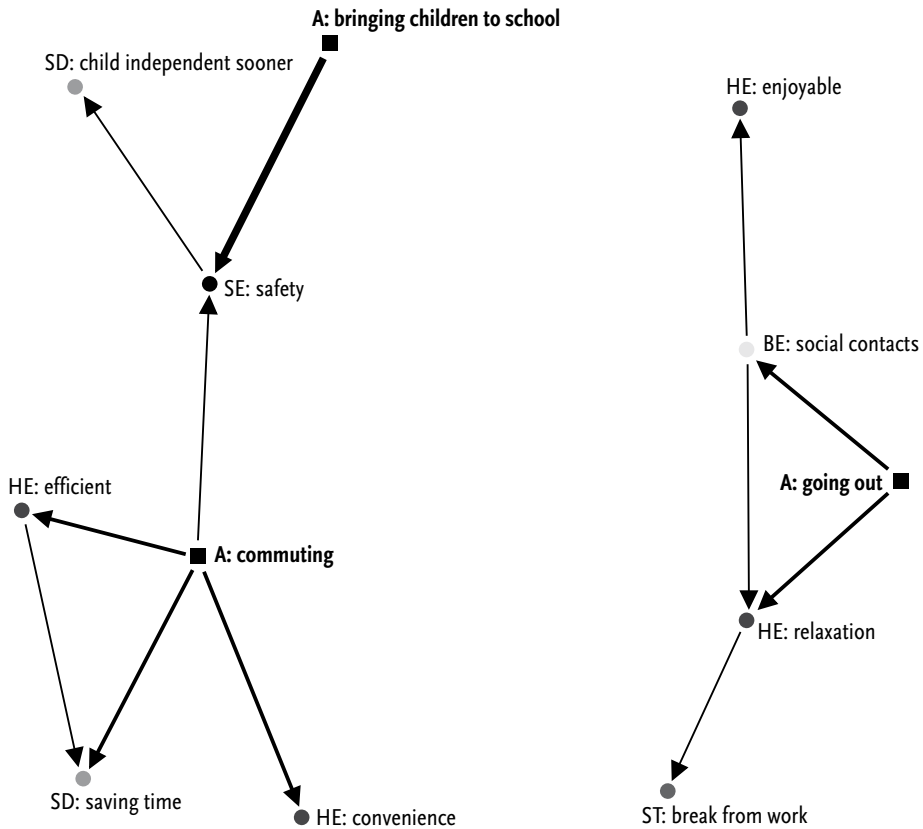 A: bringing children to school
SD: child independent sooner
HE: enjoyable
SE: safety
BE: social contacts
HE: efficient
A: going out
A: commuting
HE: relaxation
SD: saving time
HE: convenience
ST: break from work